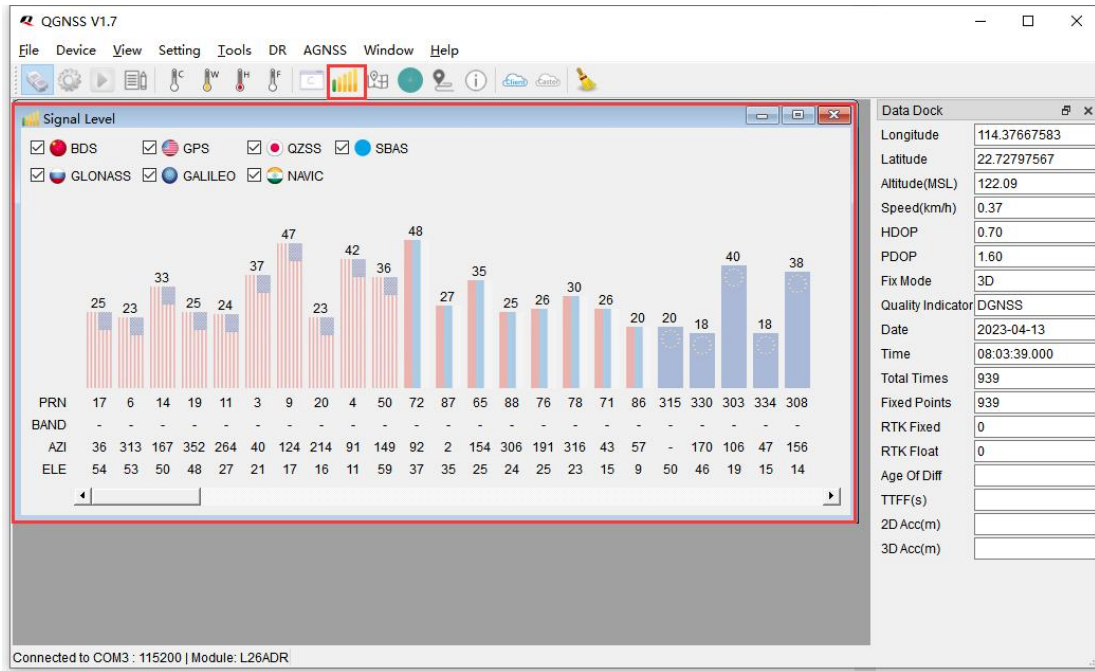 QGNSS V1.7
File Device View Setting Tools DR AGNSS Window Help
C W H F C i Client Caster
Signal Level
BDS GPS QZSS SBAS
GLONASS GALILEO NAVIC
25 23 33 25 24 37 47 23 42 36 48 27 35 25 26 30 26 20 20 18 40 18 38
PRN 17 6 14 19 11 3 9 20 4 50 72 87 65 88 76 78 71 86 315 330 303 334 308
BAND - - - - - - - - - - - - - - - - - - - - - - -
AZI 36 313 167 352 264 40 124 214 91 149 92 2 154 306 191 316 43 57 - 170 106 47 156
ELE 54 53 50 48 27 21 17 16 11 59 37 35 25 24 25 23 15 9 50 46 19 15 14
Data Dock
Longitude 114.37667583
Latitude 22.72797567
Altitude(MSL) 122.09
Speed(km/h) 0.37
HDOP 0.70
PDOP 1.60
Fix Mode 3D
Quality Indicator DGNSS
Date 2023-04-13
Time 08:03:39.000
Total Times 939
Fixed Points 939
RTK Fixed 0
RTK Float 0
Age Of Diff
TTFF(s)
2D Acc(m)
3D Acc(m)
Connected to COM3 : 115200 | Module: L26ADR